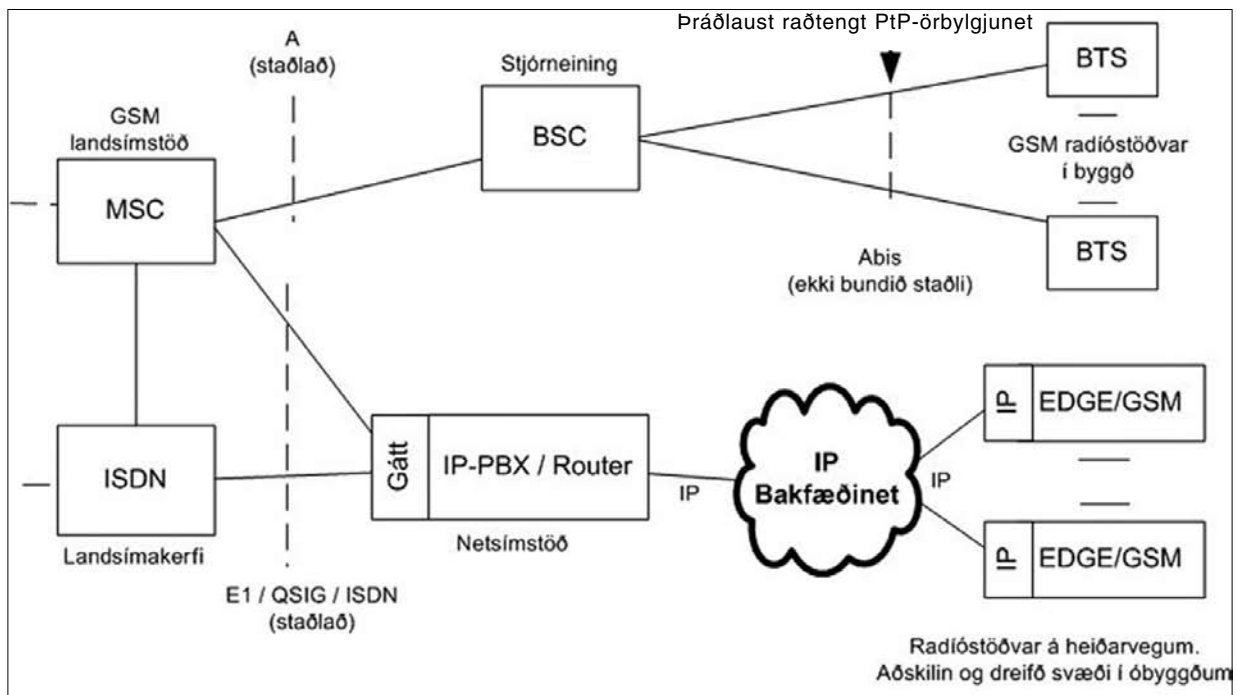 Þráðlaust raðtengt PtP-örbylgjunet
A
(staðlað)
Stjórneining
BTS
GSM
landsímstöð
BSC
GSM radíóstöðvar
í byggð
MSC
BTS
Abis
(ekki bundið staðli)
IP
EDGE/GSM
ISDN
Gátt
IP-PBX / Router
IP
IP
Bakfæðinet
IP
Landsímakerfi
Netsímstöð
IP
EDGE/GSM
E1 / QSIG / ISDN
(staðlað)
Radíóstöðvar á heiðarvegum.
Aðskilin og dreifð svæði í óbyggðum